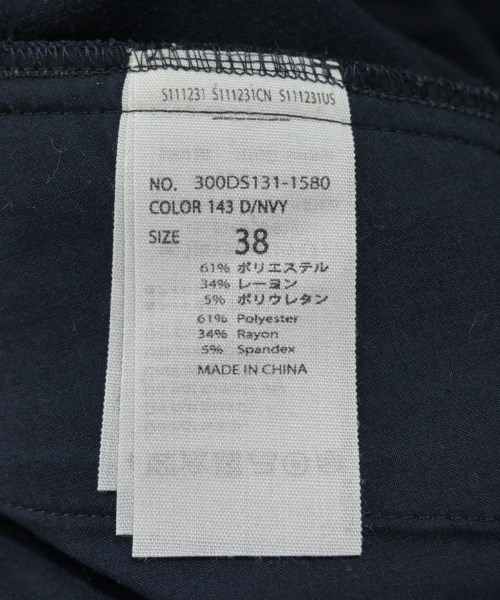 S111231 S111231CN S111231US
NO. 300DS131-1580
COLOR 143 D/NVY
SIZE 38
61% ポリエステル
34% レーヨン
5% ポリウレタン
61% Polyester
34% Rayon
5% Spandex
MADE IN CHINA